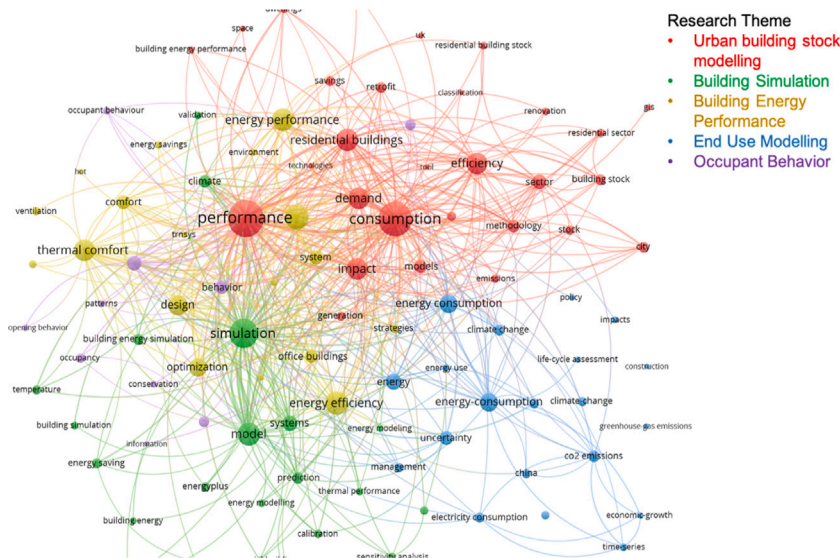 Research Theme
• Urban building stock
modelling
• Building Simulation
• Building Energy
Performance
• End Use Modelling
• Occupant Behavior
space
uk
building energy performance
residential building stock
savings
retrofit
classification
occupant behaviour
validation
energy performance
renovation
gis
residential buildings
residential sector
energy savings
environment
technologies
tool
efficiency
hot
climate
sector
building stock
comfort
demand
ventilation
performance
consumption
methodology
stock
trnsys
thermal comfort
system
city
impact
models
emissions
behavior
patterns
design
energy consumption
policy
generation
opening behavior
simulation
strategies
climate change
impacts
building energy simulation
occupancy
office buildings
energy use
life-cycle assessment
construction
optimization
temperature
conservation
energy
energy efficiency
energy-consumption
climate-change
building simulation
systems
energy modeling
greenhouse-gas emissions
model
information
uncertainty
energy saving
co2 emissions
management
prediction
china
energyplus
thermal performance
energy modelling
building energy
electricity consumption
economic-growth
calibration
time-series
sensitivity analysis